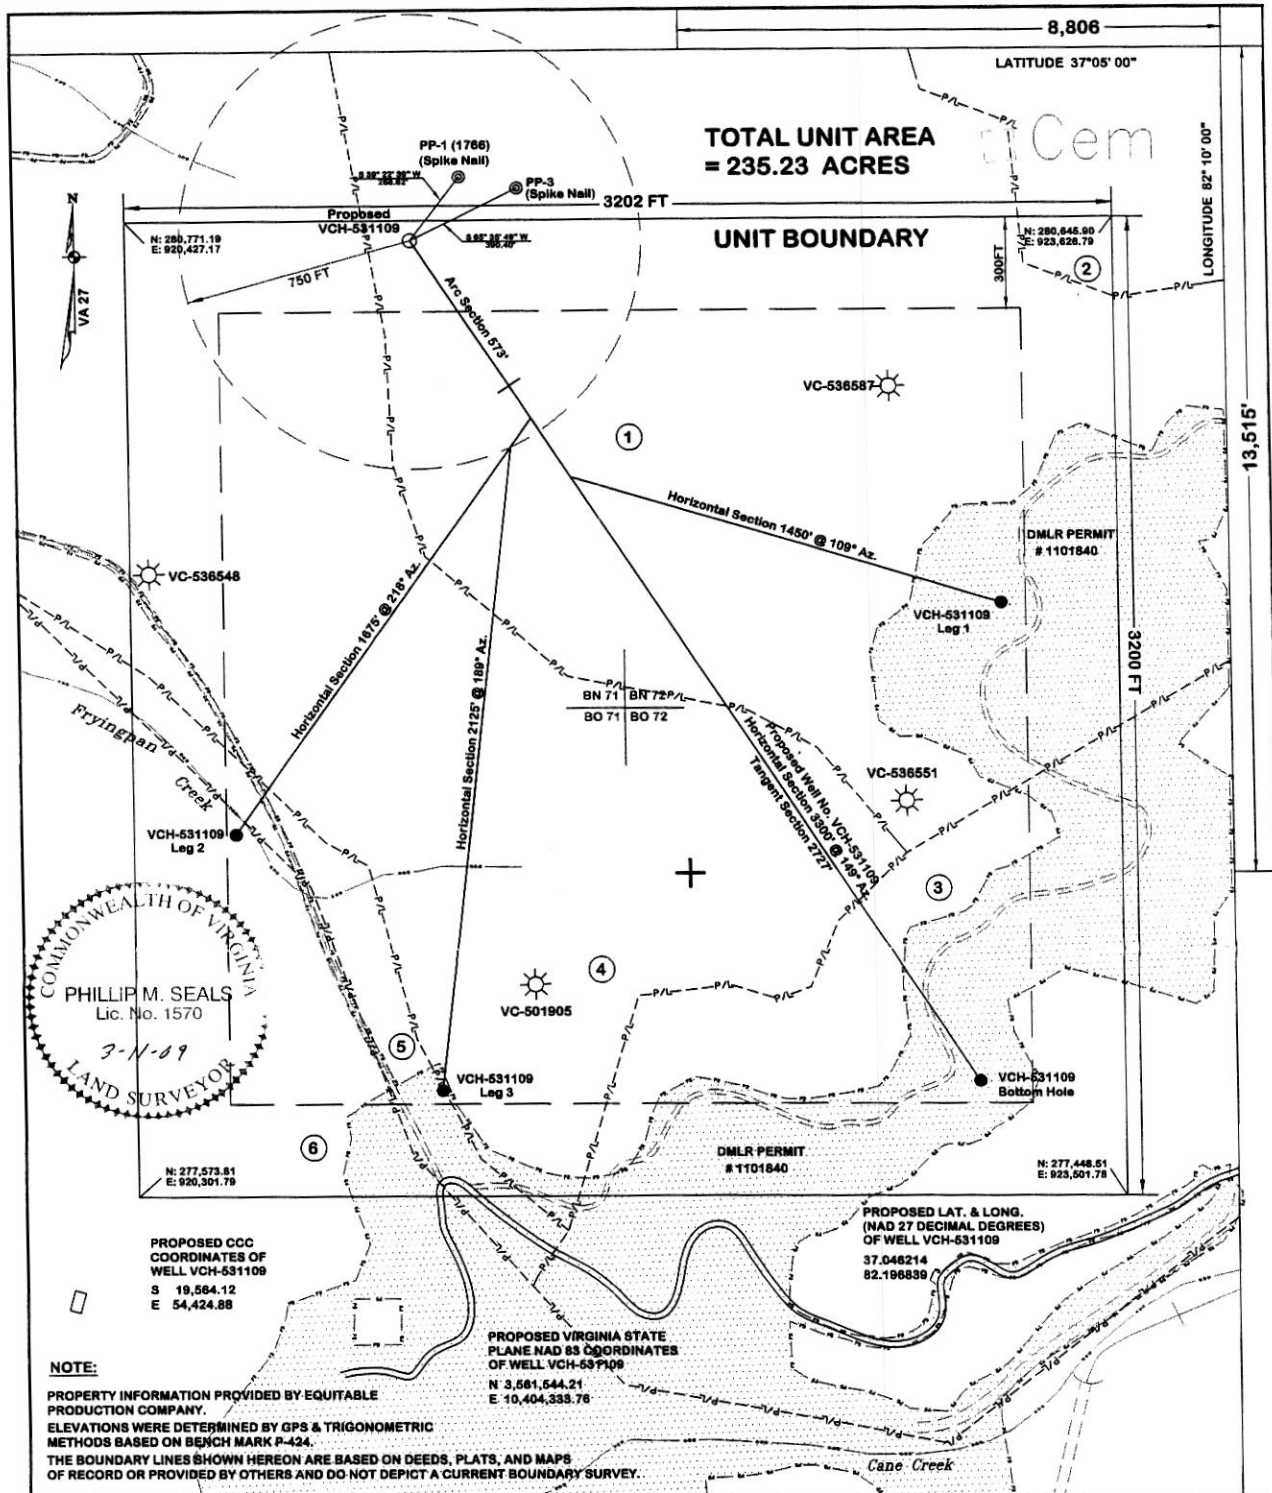 8,806
LATITUDE 37°05' 00"
TOTAL UNIT AREA
= 235.23 ACRES
Cem
LONGITUDE 82° 10' 00"
PP-1 (1766)
(Spike Nail)
PP-3
(Spike Nail)
3202 FT
Proposed
VCH-531109
UNIT BOUNDARY
N: 280,771.19
E: 920,427.17
N: 280,645.90
E: 923,626.79
N
VA 27
750 FT
300FT
2
Arc Section 573'
VC-536587
1
13,515'
Horizontal Section 1450' @ 109° Az.
DMLR PERMIT
# 1101840
VC-536548
VCH-531109
Leg 1
Horizontal Section 1675' @ 218° Az.
Horizontal Section 2125' @ 189° Az.
3200 FT
BN 71 BN 72
BO 71 BO 72
Fryingpan
Creek
Proposed Well No. VCH-531109
Horizontal Section 3300' @ 149° Az.
Tangent Section 2727'
VC-536551
VCH-531109
Leg 2
3
COMMONWEALTH OF VIRGINIA
PHILLIP M. SEALS
Lic. No. 1570
3-11-09
LAND SURVEYOR
4
VC-501905
5
VCH-531109
Leg 3
VCH-531109
Bottom Hole
6
DMLR PERMIT
# 1101840
N: 277,573.81
E: 920,301.79
N: 277,448.51
E: 923,501.78
PROPOSED CCC
COORDINATES OF
WELL VCH-531109
S 19,564.12
E 54,424.88
PROPOSED LAT. & LONG.
(NAD 27 DECIMAL DEGREES)
OF WELL VCH-531109
37.046214
82.196839
PROPOSED VIRGINIA STATE
PLANE NAD 83 COORDINATES
OF WELL VCH-531109
N 3,561,544.21
E 10,404,333.76
NOTE:
PROPERTY INFORMATION PROVIDED BY EQUITABLE
PRODUCTION COMPANY.
ELEVATIONS WERE DETERMINED BY GPS & TRIGONOMETRIC
METHODS BASED ON BENCH MARK P-424.
THE BOUNDARY LINES SHOWN HEREON ARE BASED ON DEEDS, PLATS, AND MAPS
OF RECORD OR PROVIDED BY OTHERS AND DO NOT DEPICT A CURRENT BOUNDARY SURVEY.
Cane Creek